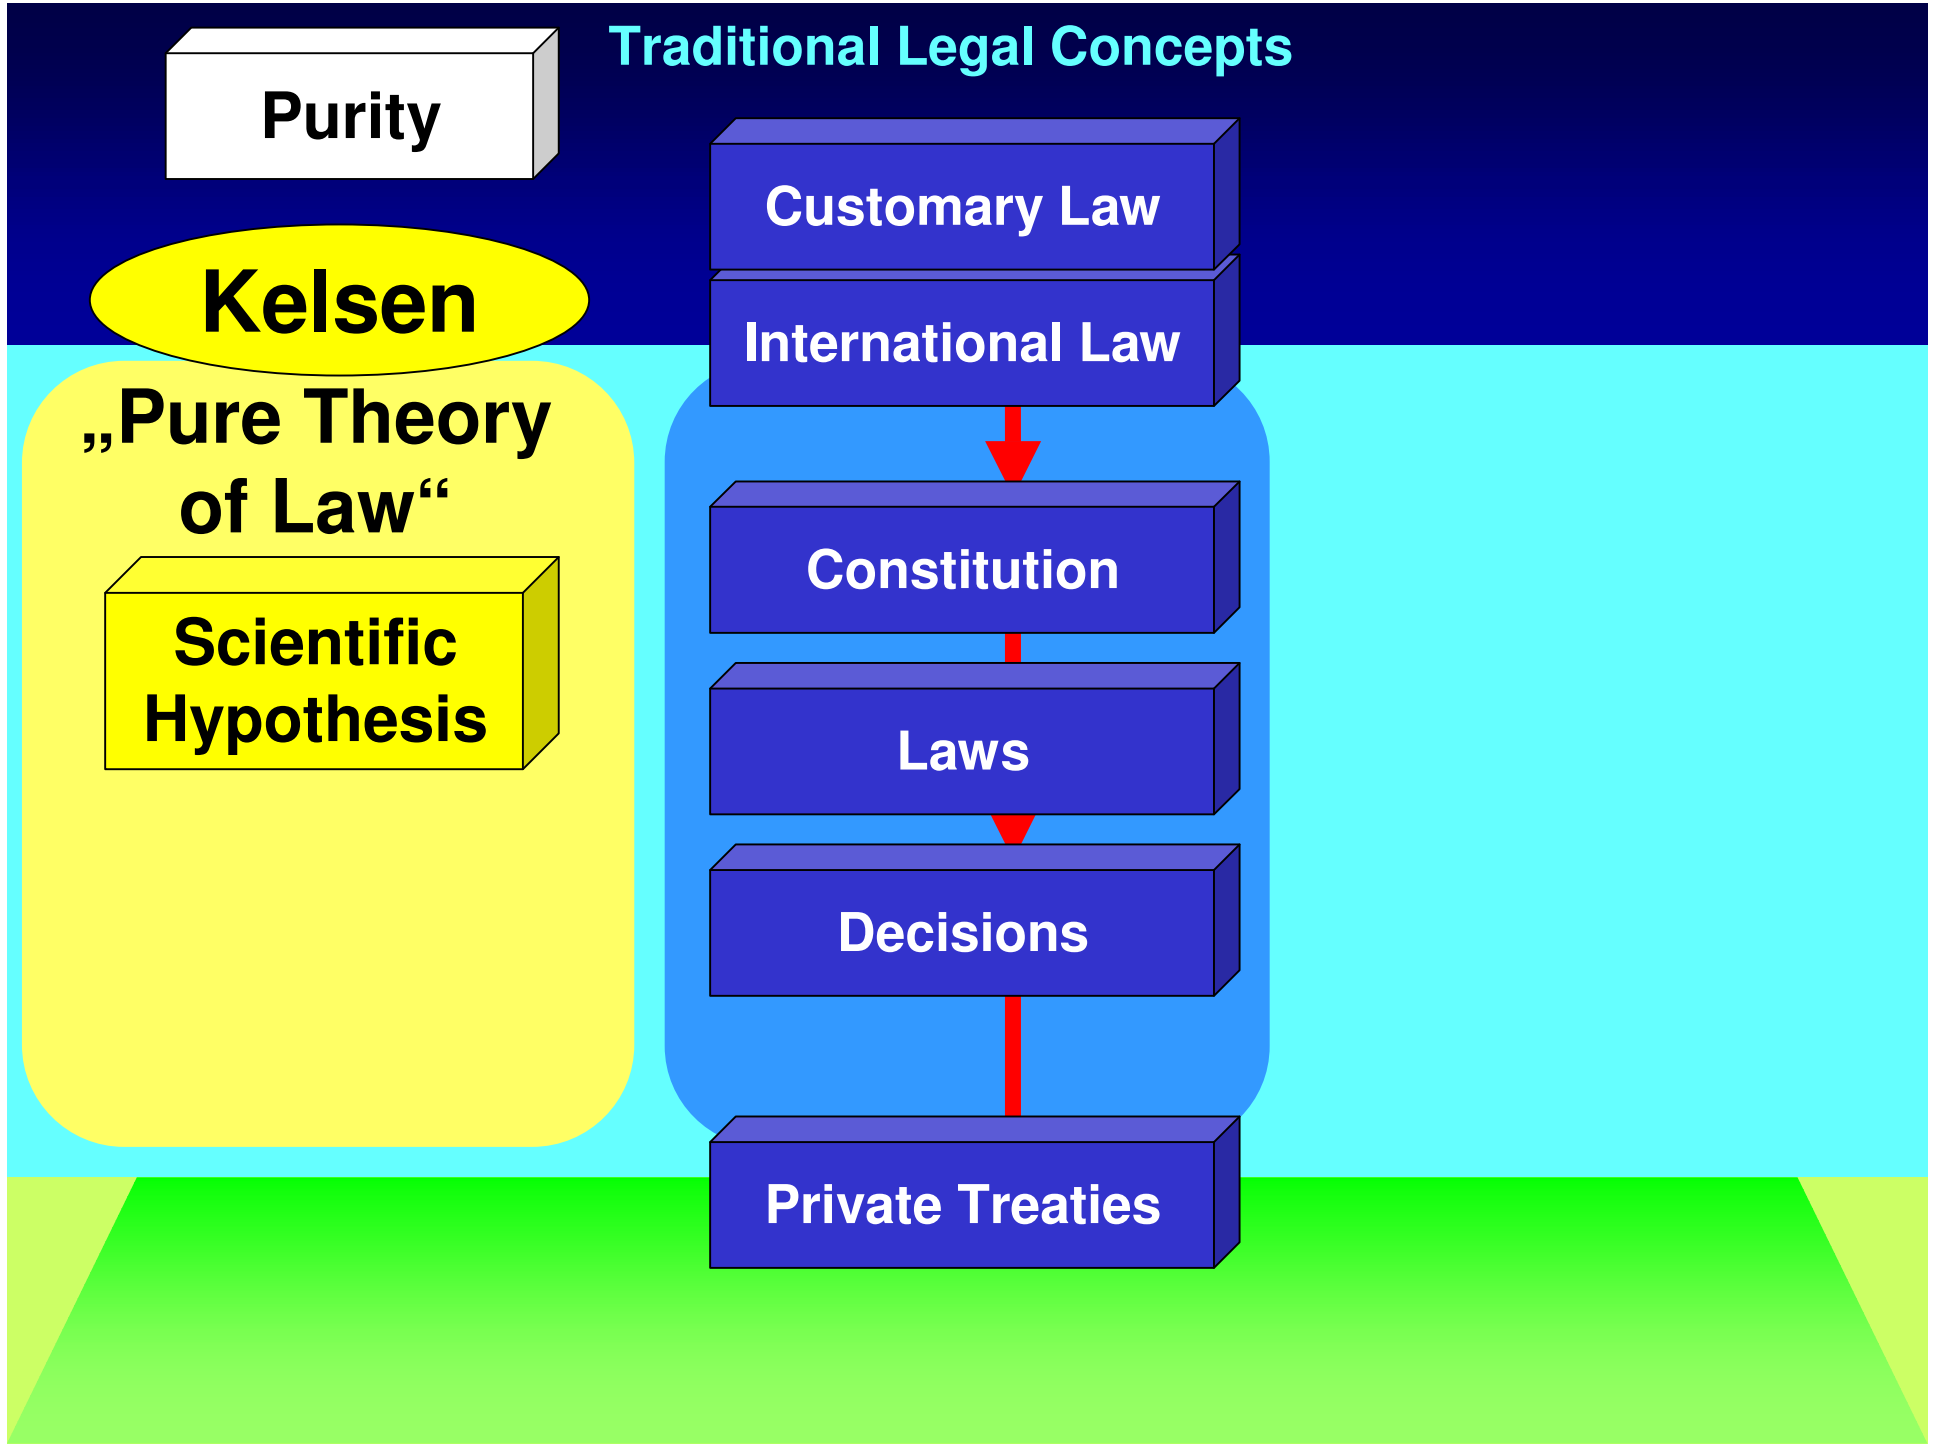 Traditional Legal Concepts
Purity
Kelsen
„Pure Theory
of Law“
Scientific
Hypothesis
Customary Law
International Law
Constitution
Laws
Decisions
Private Treaties